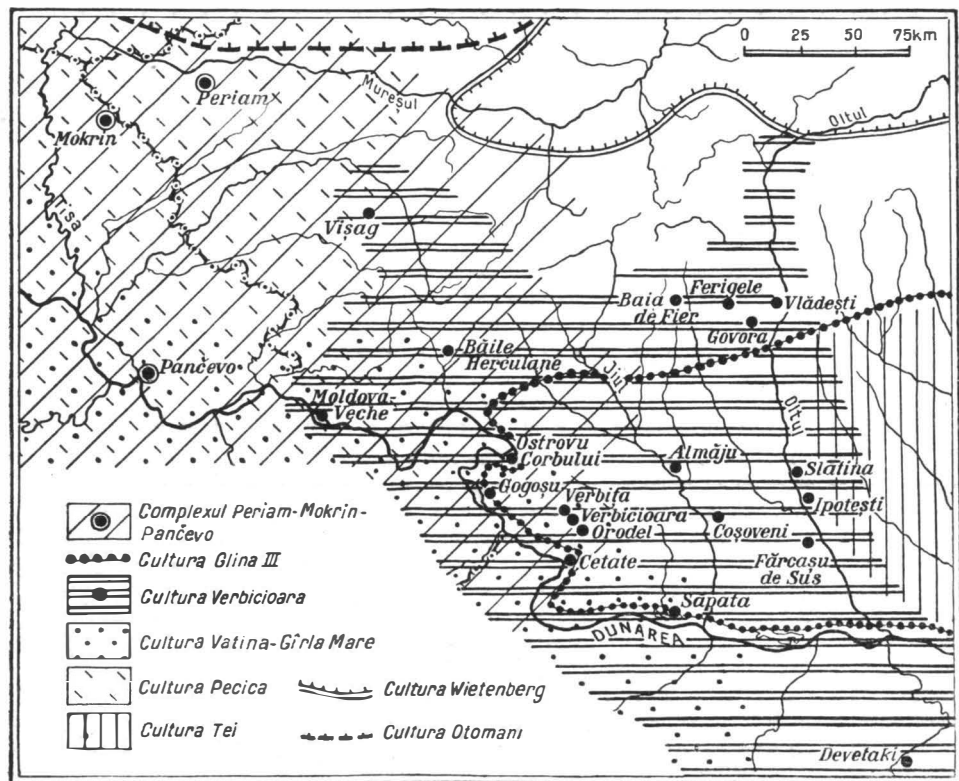 0 25 50 75km
Periam
Mureșul
Mokrin
Oltul
Tisa
Vișag
Ferigele
Baia
de Fier
Vlădești
Govora
Băile
Herculane
Pančevo
Jiul
Moldova-
Veche
Oltul
Ostrovu
Corbului
Almăju
Slatina
Gogoșu
Verbița
Ipotești
Verbicioara
Coșoveni
Orodel
Cetate
Fărcașu
de Sus
Săpata
DUNĂREA
Devetaki
Complexul Periam-Mokrin-
Pančevo
Cultura Glina III
Cultura Verbicioara
Cultura Vatina-Gîrla Mare
Cultura Pecica
Cultura Wietenberg
Cultura Tei
Cultura Otomani